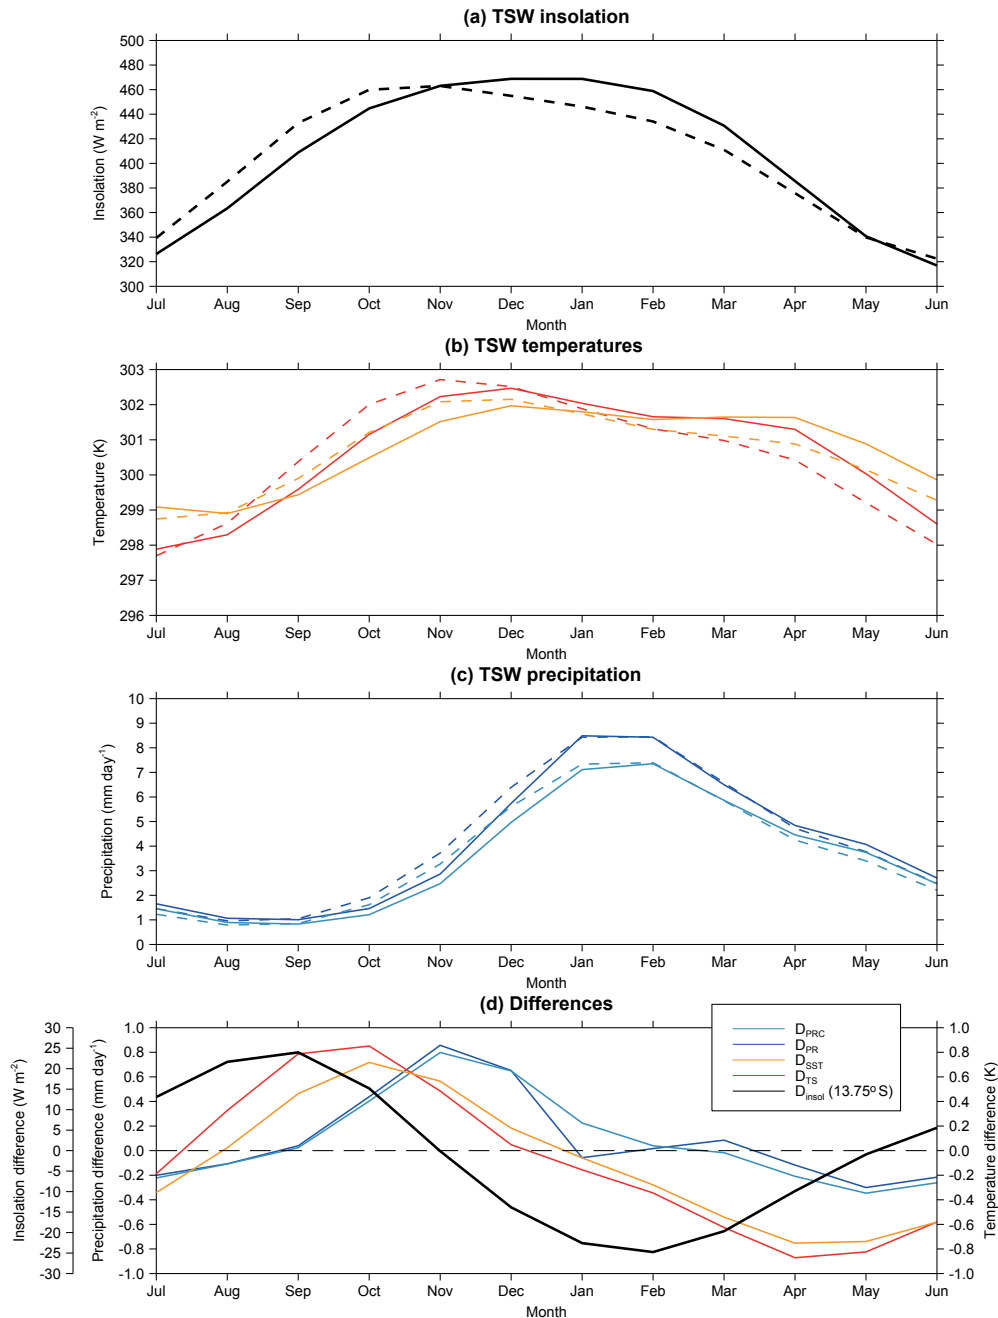 (a) TSW insolation
500
480
460
440
420
400
380
360
340
320
300
Insolation (W m-2)
Jul Aug Sep Oct Nov Dec Jan Feb Mar Apr May Jun
Month
(b) TSW temperatures
303
302
301
300
299
298
297
296
Temperature (K)
Jul Aug Sep Oct Nov Dec Jan Feb Mar Apr May Jun
Month
(c) TSW precipitation
10
9
8
7
6
5
4
3
2
1
0
Precipitation (mm day-1)
Jul Aug Sep Oct Nov Dec Jan Feb Mar Apr May Jun
Month
(d) Differences
30
25
20
15
10
5
0
-5
-10
-15
-20
-25
-30
Insolation difference (W m-2)
1.0
0.8
0.6
0.4
0.2
0.0
-0.2
-0.4
-0.6
-0.8
-1.0
Precipitation difference (mm day-1)
DPRC
DPR
DSST
DTS
Dinsol (13.75º S)
1.0
0.8
0.6
0.4
0.2
0.0
-0.2
-0.4
-0.6
-0.8
-1.0
Temperature difference (K)
Jul Aug Sep Oct Nov Dec Jan Feb Mar Apr May Jun
Month